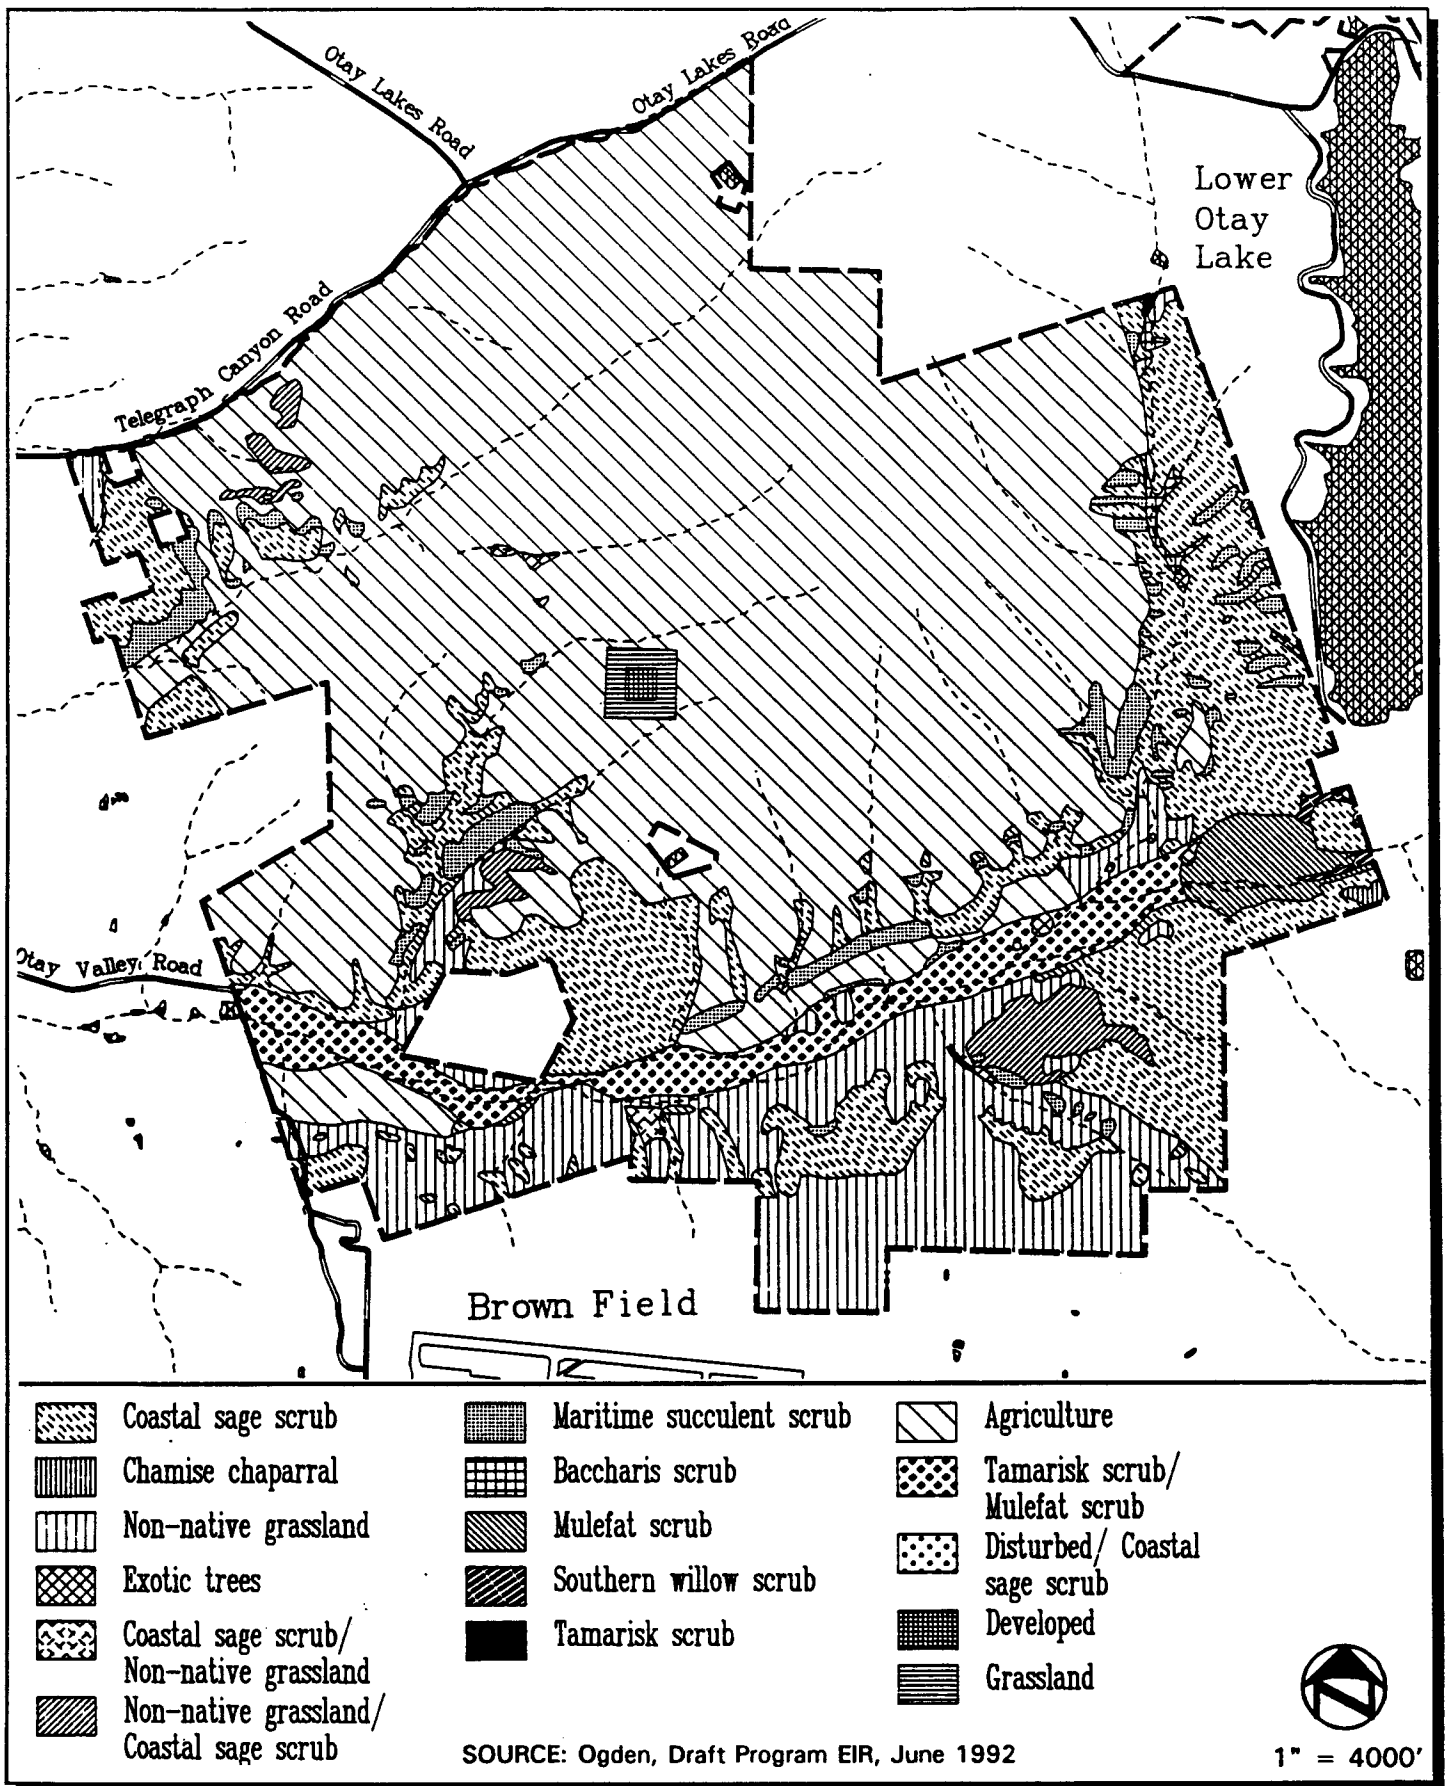 Otay Lakes Road
Otay Lakes Road
Lower
Otay
Lake
Telegraph Canyon Road
Otay Valley Road
Brown Field
Coastal sage scrub
Chamise chaparral
Non-native grassland
Exotic trees
Coastal sage scrub/
Non-native grassland
Non-native grassland/
Coastal sage scrub
Maritime succulent scrub
Baccharis scrub
Mulefat scrub
Southern willow scrub
Tamarisk scrub
Agriculture
Tamarisk scrub/
Mulefat scrub
Disturbed/ Coastal
sage scrub
Developed
Grassland
SOURCE: Ogden, Draft Program EIR, June 1992
1" = 4000'